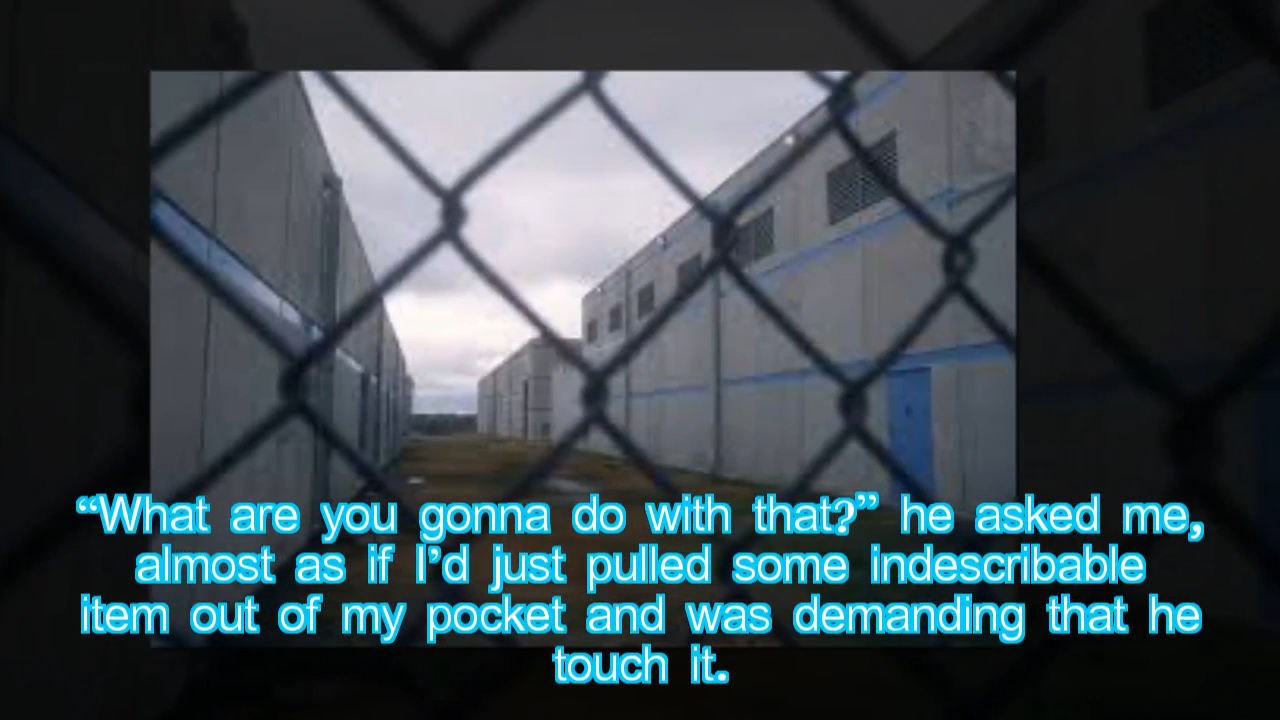 “What are you gonna do with that?” he asked me,
almost as if I’d just pulled some indescribable
item out of my pocket and was demanding that he
touch it.